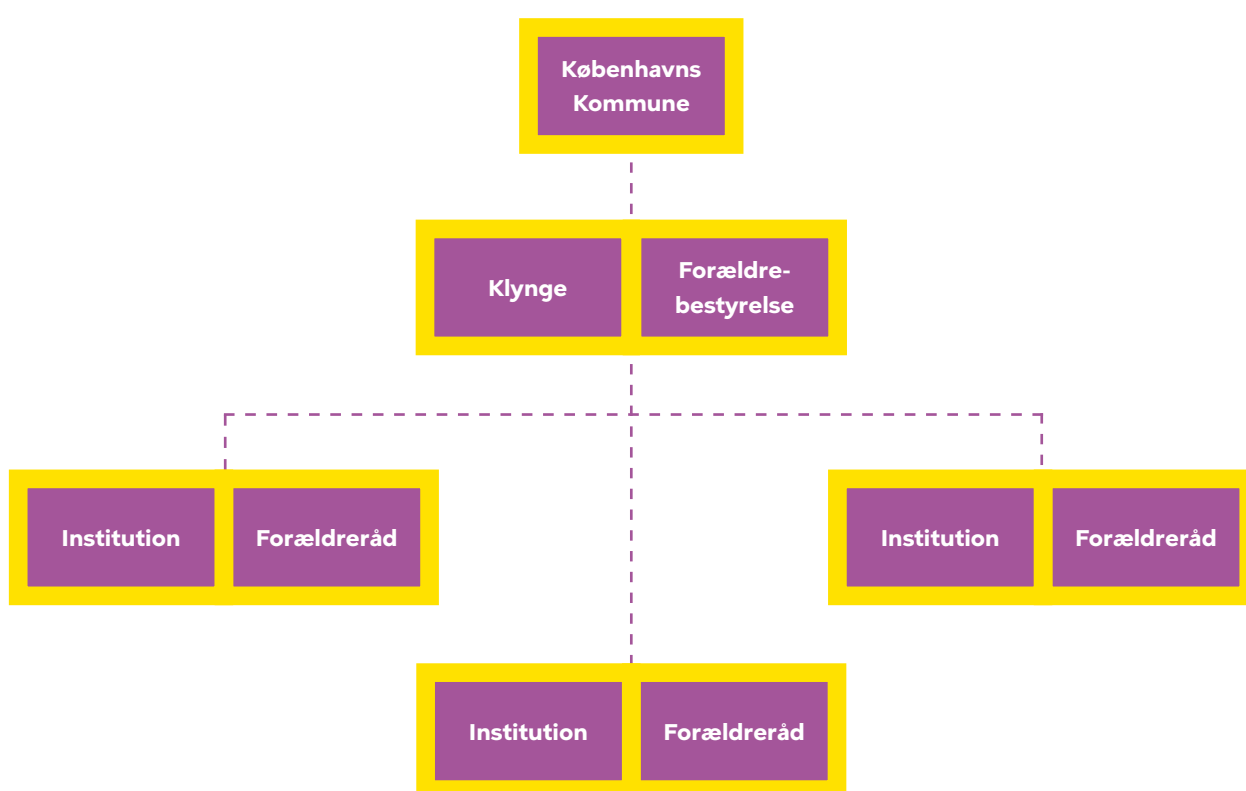 Københavns
Kommune
Klynge
Forældre-
bestyrelse
Institution
Forældreråd
Institution
Forældreråd
Institution
Forældreråd